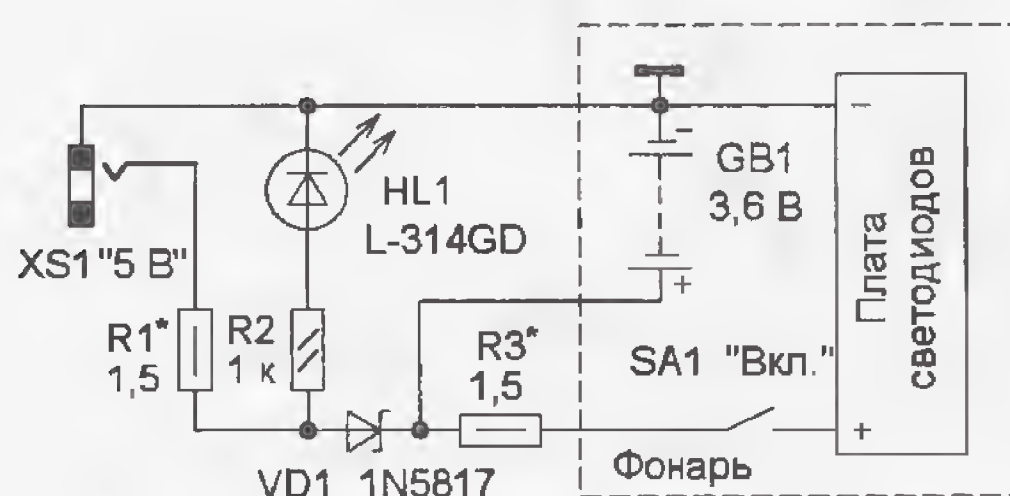 XS1 "5 В"
R1*
1,5
R2
1 к
HL1
L-314GD
VD1 1N5817
R3*
1,5
GB1
3,6 В
−
+
SA1 "Вкл."
Фонарь
Плата
светодиодов
−
+